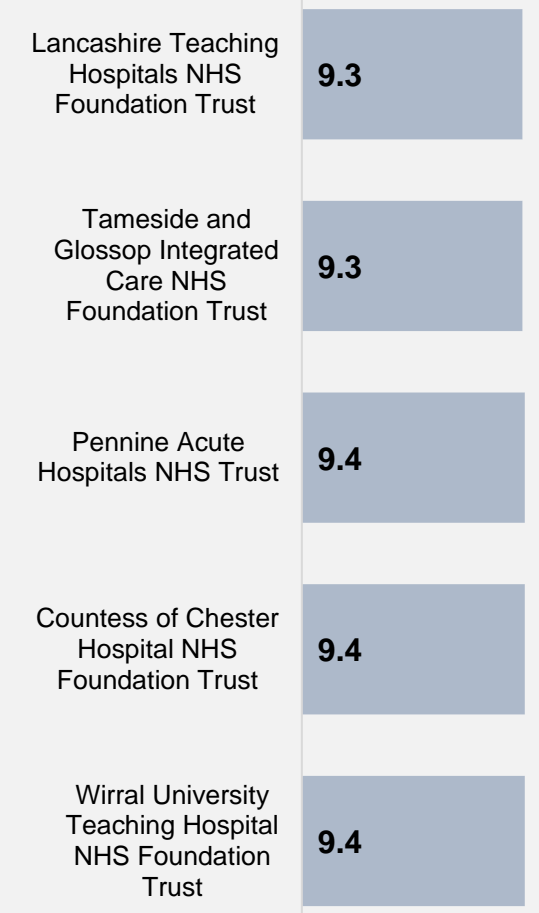 Lancashire Teaching
Hospitals NHS
Foundation Trust
9.3
Tameside and
Glossop Integrated
Care NHS
Foundation Trust
9.3
Pennine Acute
Hospitals NHS Trust
9.4
Countess of Chester
Hospital NHS
Foundation Trust
9.4
Wirral University
Teaching Hospital
NHS Foundation
Trust
9.4